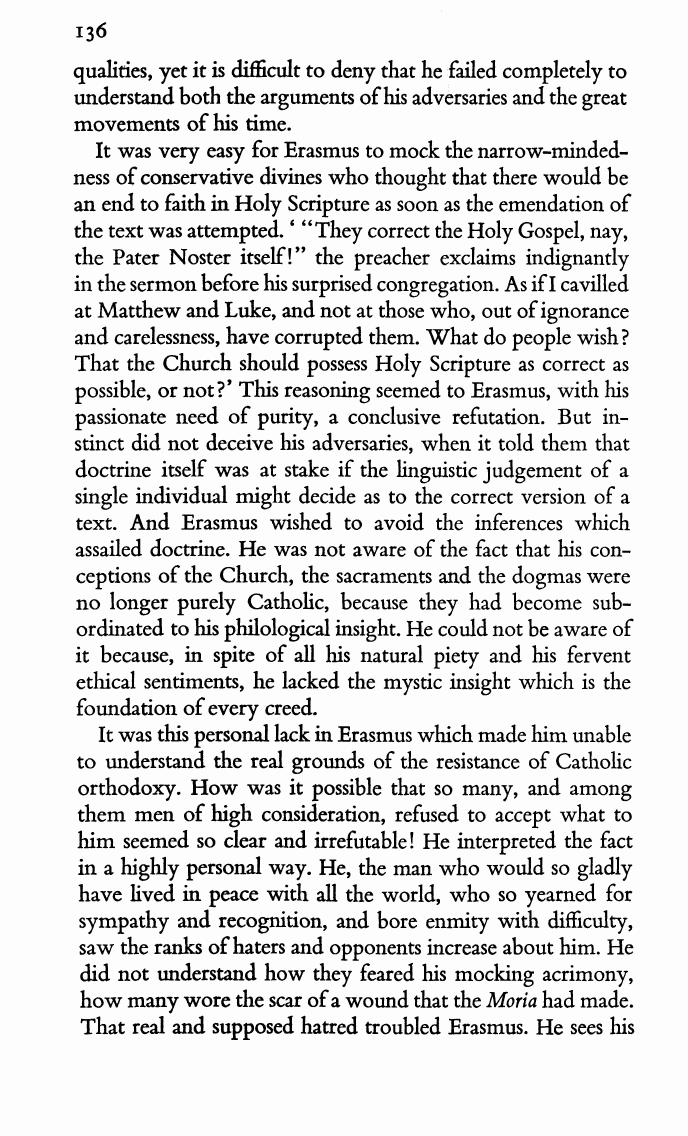 136
qualities, yet it is difficult to deny that he failed completely to
understand both the arguments of his adversaries and the great
movements of his time.
It was very easy for Erasmus to mock the narrow-minded-
ness of conservative divines who thought that there would be
an end to faith in Holy Scripture as soon as the emendation of
the text was attempted. ‘ “They correct the Holy Gospel, nay,
the Pater Noster itself!” the preacher exclaims indignantly
in the sermon before his surprised congregation. As if I cavilled
at Matthew and Luke, and not at those who, out of ignorance
and carelessness, have corrupted them. What do people wish?
That the Church should possess Holy Scripture as correct as
possible, or not?’ This reasoning seemed to Erasmus, with his
passionate need of purity, a conclusive refutation. But in-
stinct did not deceive his adversaries, when it told them that
doctrine itself was at stake if the linguistic judgement of a
single individual might decide as to the correct version of a
text. And Erasmus wished to avoid the inferences which
assailed doctrine. He was not aware of the fact that his con-
ceptions of the Church, the sacraments and the dogmas were
no longer purely Catholic, because they had become sub-
ordinated to his philological insight. He could not be aware of
it because, in spite of all his natural piety and his fervent
ethical sentiments, he lacked the mystic insight which is the
foundation of every creed.
It was this personal lack in Erasmus which made him unable
to understand the real grounds of the resistance of Catholic
orthodoxy. How was it possible that so many, and among
them men of high consideration, refused to accept what to
him seemed so clear and irrefutable! He interpreted the fact
in a highly personal way. He, the man who would so gladly
have lived in peace with all the world, who so yearned for
sympathy and recognition, and bore enmity with difficulty,
saw the ranks of haters and opponents increase about him. He
did not understand how they feared his mocking acrimony,
how many wore the scar of a wound that the Moria had made.
That real and supposed hatred troubled Erasmus. He sees his